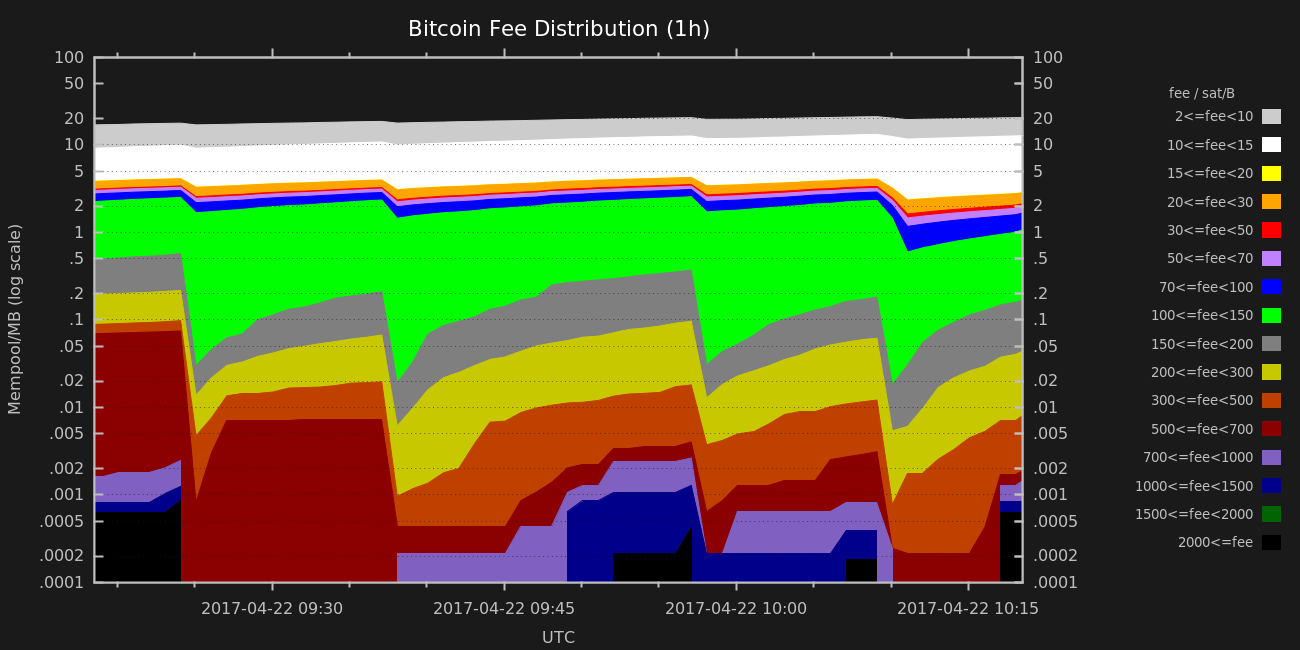 Bitcoin Fee Distribution (1h)
Mempool/MB (log scale)
100
50
20
10
5
2
1
.5
.2
.1
.05
.02
.01
.005
.002
.001
.0005
.0002
.0001
100
50
20
10
5
2
1
.5
.2
.1
.05
.02
.01
.005
.002
.001
.0005
.0002
.0001
2017-04-22 09:30
2017-04-22 09:45
2017-04-22 10:00
2017-04-22 10:15
UTC
fee / sat/B
2<=fee<10
10<=fee<15
15<=fee<20
20<=fee<30
30<=fee<50
50<=fee<70
70<=fee<100
100<=fee<150
150<=fee<200
200<=fee<300
300<=fee<500
500<=fee<700
700<=fee<1000
1000<=fee<1500
1500<=fee<2000
2000<=fee